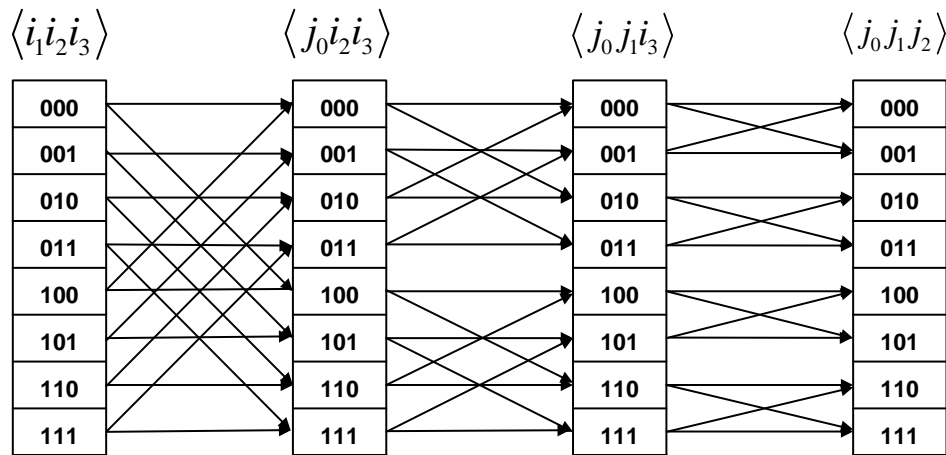 ⟨i₁i₂i₃⟩ ⟨j₀i₂i₃⟩ ⟨j₀j₁i₃⟩ ⟨j₀j₁j₂⟩
000 000 000 000
001 001 001 001
010 010 010 010
011 011 011 011
100 100 100 100
101 101 101 101
110 110 110 110
111 111 111 111